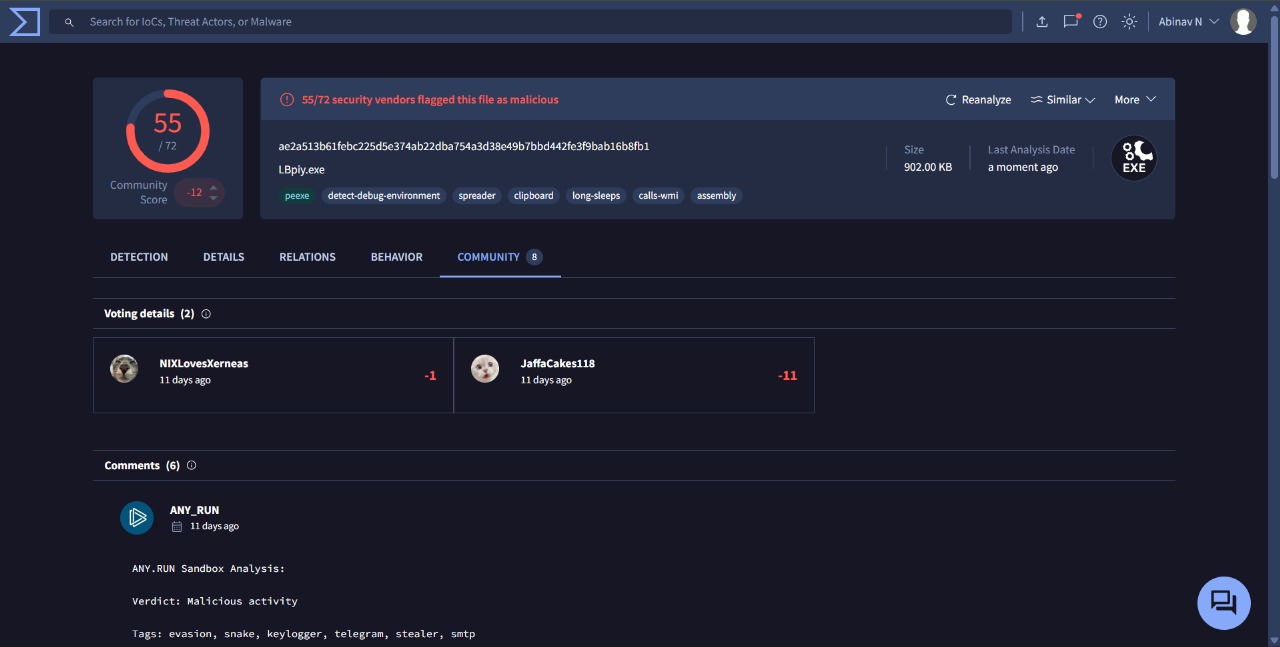 Search for IoCs, Threat Actors, or Malware
Abinav N
55
/ 72
Community Score
-12
55/72 security vendors flagged this file as malicious
Reanalyze
Similar
More
ae2a513b61febc225d5e374ab22dba754a3d38e49b7bbd442fe3f9bab16b8fb1
LBpiy.exe
peexe
detect-debug-environment
spreader
clipboard
long-sleeps
calls-wmi
assembly
Size
902.00 KB
Last Analysis Date
a moment ago
EXE
DETECTION
DETAILS
RELATIONS
BEHAVIOR
COMMUNITY 8
Voting details (2)
NIXLovesXerneas
11 days ago
-1
JaffaCakes118
11 days ago
-11
Comments (6)
ANY_RUN
11 days ago
ANY.RUN Sandbox Analysis:
Verdict: Malicious activity
Tags: evasion, snake, keylogger, telegram, stealer, smtp